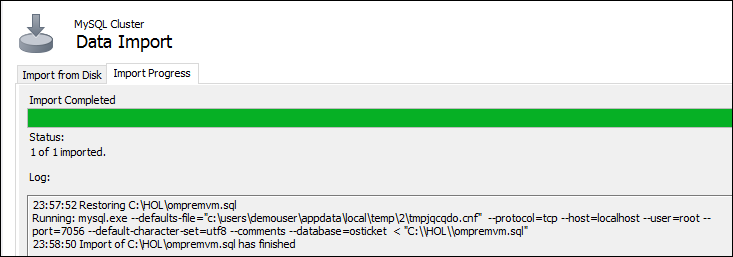 MySQL Cluster
Data Import
Import from Disk Import Progress
Import Completed
Status:
1 of 1 imported.
Log:
23:57:52 Restoring C:\HOL\ompremvm.sql
Running: mysql.exe --defaults-file="c:\users\demouser\appdata\local\temp\2\tmpjqcqdo.cnf"  --protocol=tcp --host=localhost --user=root --
port=7056 --default-character-set=utf8 --comments --database=osticket  < "C:\\HOL\\ompremvm.sql"
23:58:50 Import of C:\HOL\ompremvm.sql has finished